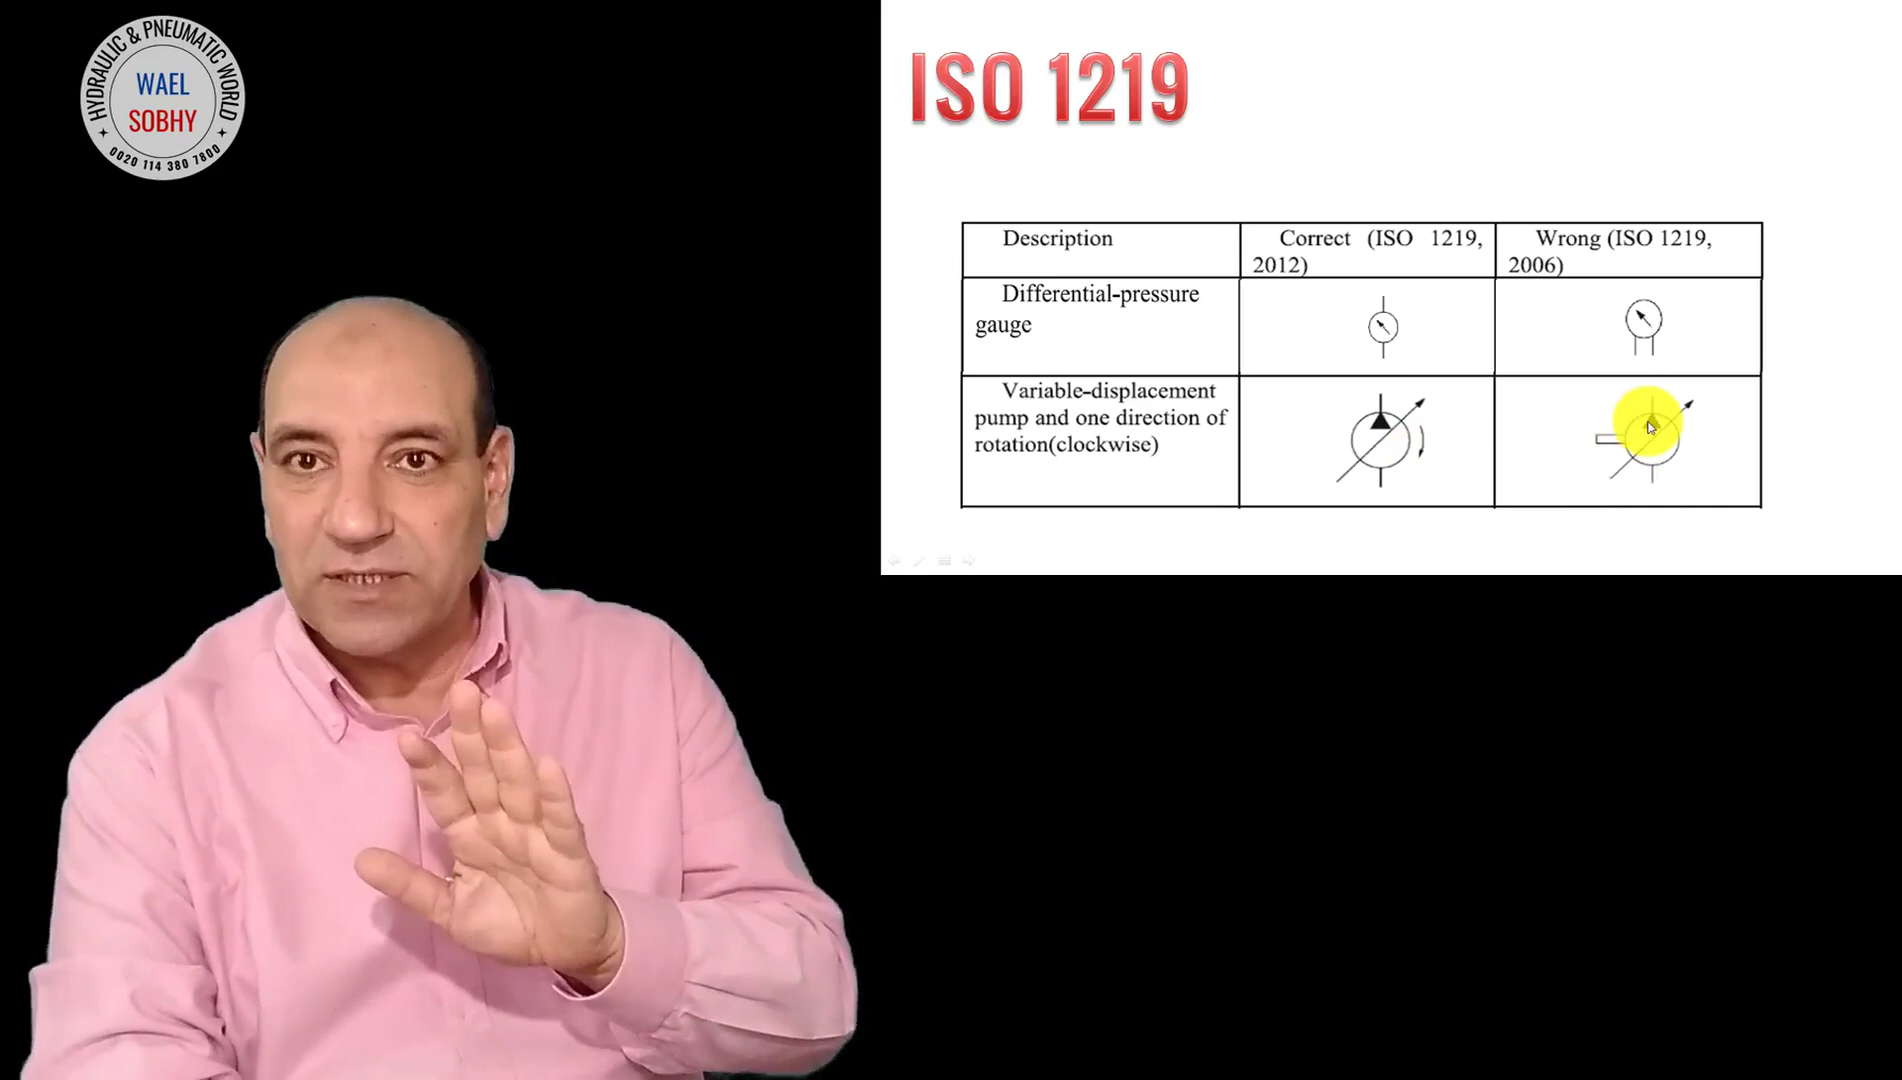 HYDRAULIC & PNEUMATIC WORLD
WAEL
SOBHY
0020 114 380 7800
ISO 1219
Description
Correct (ISO 1219,
2012)
Wrong (ISO 1219,
2006)
Differential-pressure
gauge
Variable-displacement
pump and one direction of
rotation(clockwise)